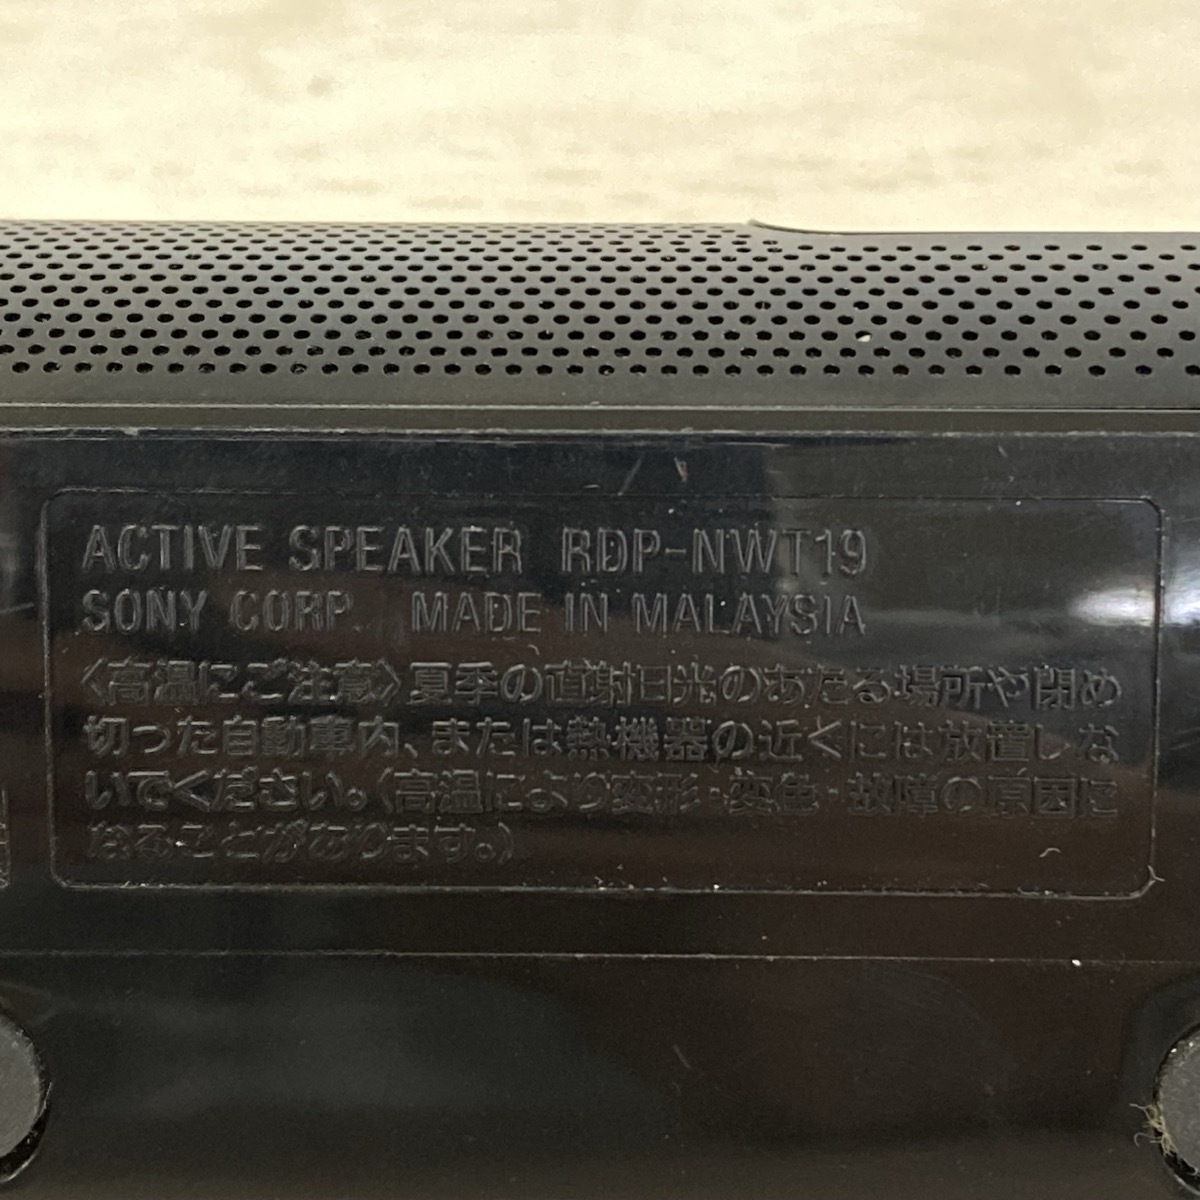 ACTIVE SPEAKER RDP-NWT19
SONY CORP. MADE IN MALAYSIA
〈高温にご注意〉夏季の直射日光のあたる場所や閉め
切った自動車内、または熱機器の近くには放置しな
いでください。(高温により変形・変色・故障の原因に
なることがあります。)